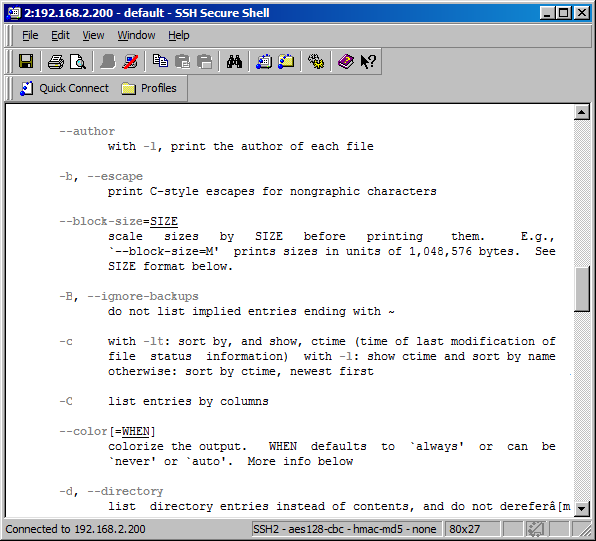 2:192.168.2.200 - default - SSH Secure Shell
File Edit View Window Help
Quick Connect Profiles
--author
with -l, print the author of each file
-b, --escape
print C-style escapes for nongraphic characters
--block-size=SIZE
scale sizes by SIZE before printing them. E.g.,
`--block-size=M' prints sizes in units of 1,048,576 bytes. See
SIZE format below.
-B, --ignore-backups
do not list implied entries ending with ~
-c with -lt: sort by, and show, ctime (time of last modification of
file status information) with -l: show ctime and sort by name
otherwise: sort by ctime, newest first
-C list entries by columns
--color[=WHEN]
colorize the output. WHEN defaults to `always' or can be
`never' or `auto'. More info below
-d, --directory
list directory entries instead of contents, and do not dereferâ[m
Connected to 192.168.2.200 SSH2 - aes128-cbc - hmac-md5 - none 80x27